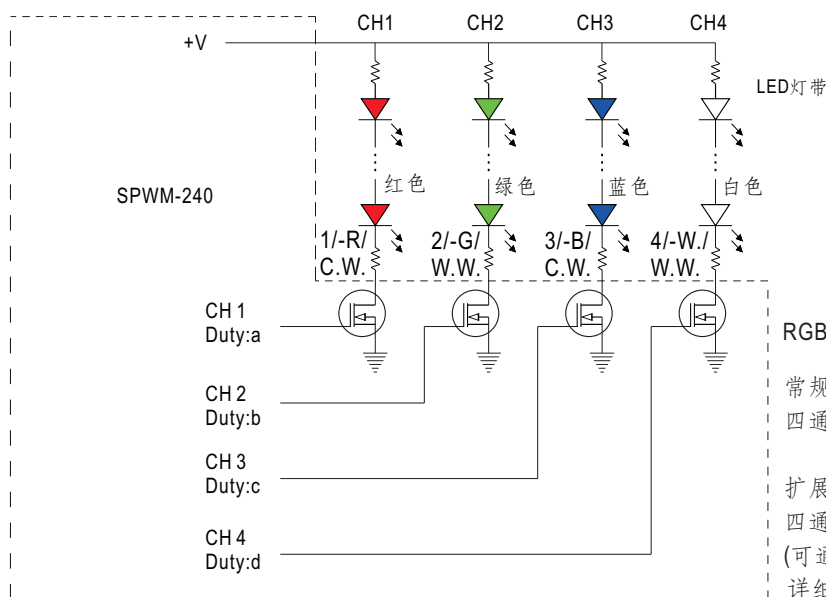 CH1 CH2 CH3 CH4
+V
LED灯带
SPWM-240
红色 绿色 蓝色 白色
1/-R/ 2/-G/ 3/-B/ 4/-W./
C.W. W.W. C.W. W.W.
CH 1
Duty:a
RGB
常规
四通
CH 2
Duty:b
CH 3
Duty:c
扩展
四通
(可通
详细
CH 4
Duty:d